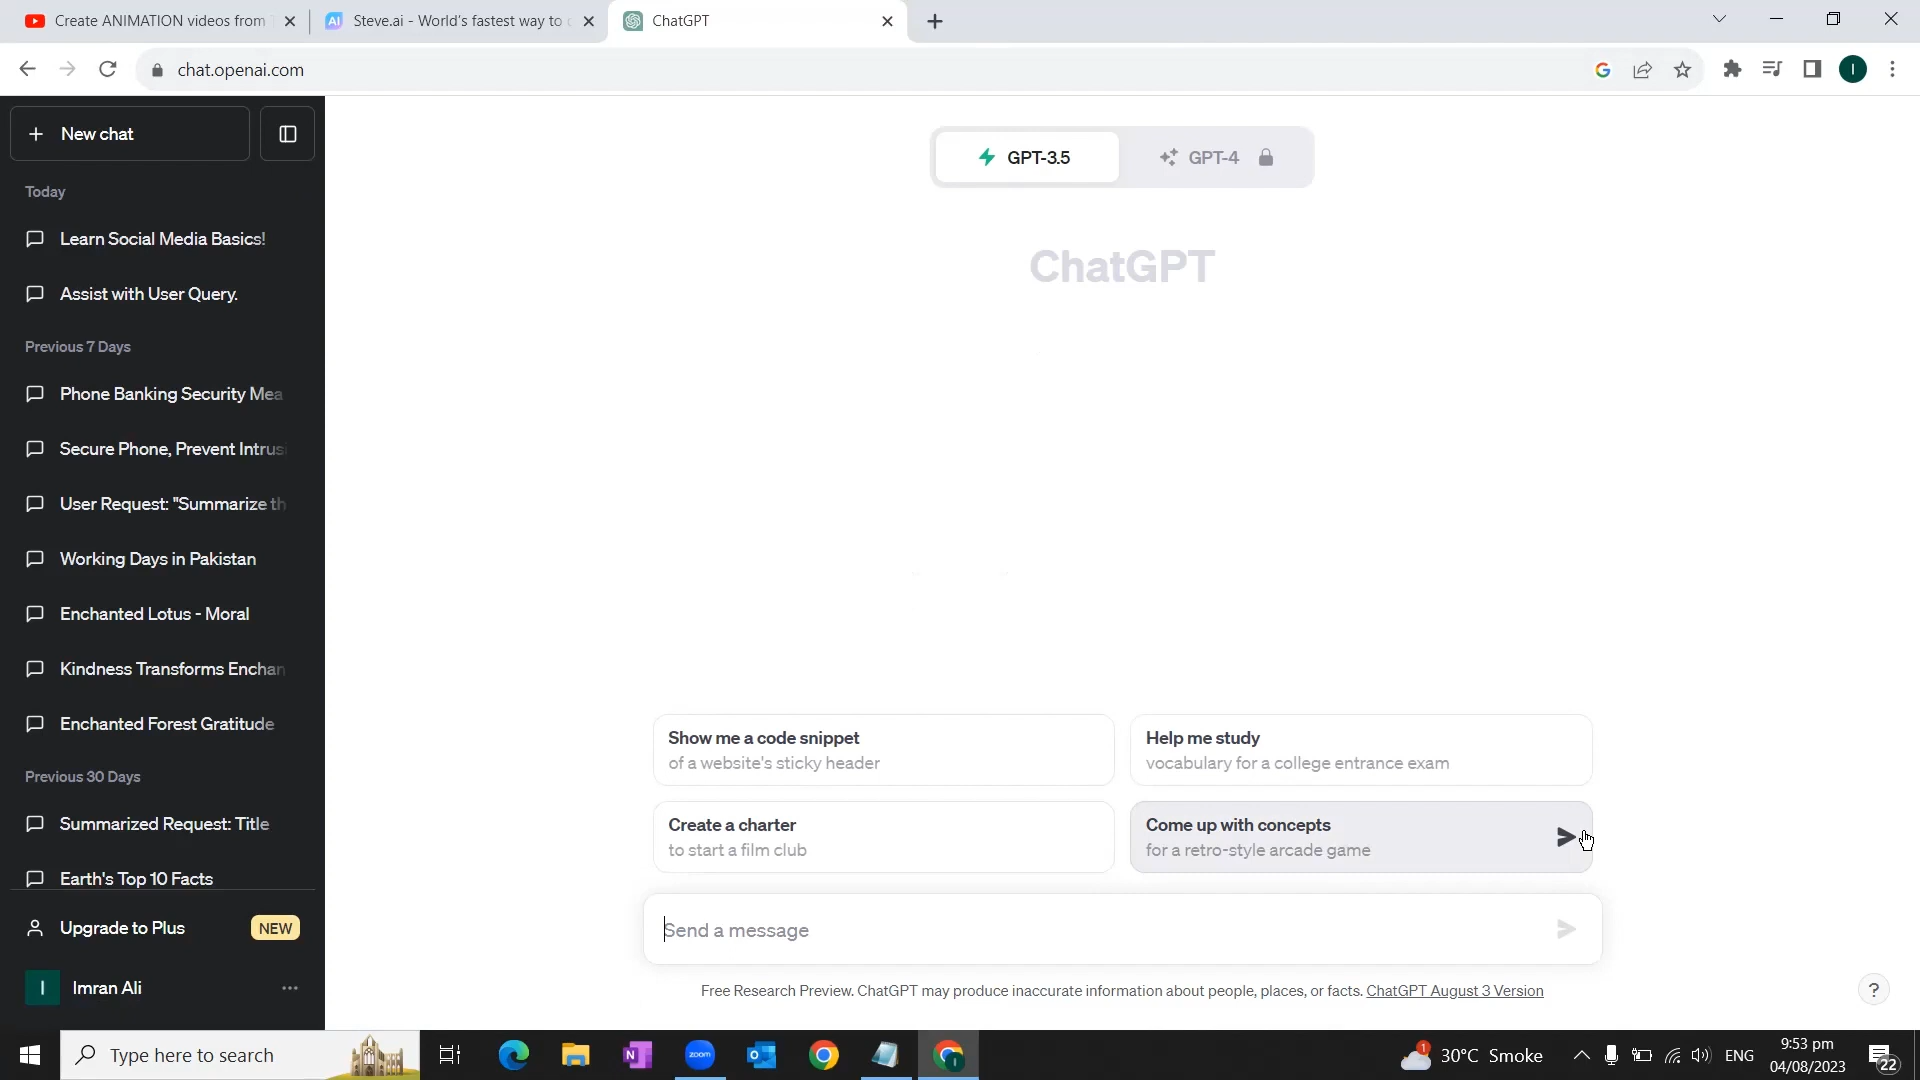 Create ANIMATION videos from
Steve.ai - World's fastest way to
ChatGPT
chat.openai.com
I
New chat
GPT-3.5
GPT-4
Today
Learn Social Media Basics!
ChatGPT
Assist with User Query.
Previous 7 Days
Phone Banking Security Mea
Secure Phone, Prevent Intrus
User Request: "Summarize th
Working Days in Pakistan
Enchanted Lotus - Moral
Kindness Transforms Enchan
Enchanted Forest Gratitude
Previous 30 Days
Summarized Request: Title
Earth's Top 10 Facts
Show me a code snippet
of a website's sticky header
Help me study
vocabulary for a college entrance exam
Create a charter
to start a film club
Come up with concepts
for a retro-style arcade game
Upgrade to Plus
NEW
Send a message
I
Imran Ali
Free Research Preview. ChatGPT may produce inaccurate information about people, places, or facts. ChatGPT August 3 Version
?
Type here to search
zoom
1
30°C Smoke
ENG
9:53 pm
04/08/2023
22